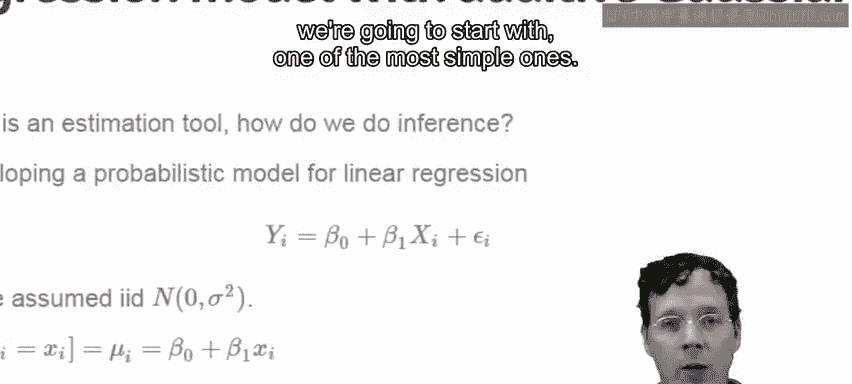 we're going to start with,
one of the most simple ones.
is an estimation tool, how do we do inference?
loping a probabilistic model for linear regression
Y_i = β_0 + β_1 X_i + ϵ_i
assumed iid N(0, σ²).
_i = x_i] = μ_i = β_0 + β_1 x_i